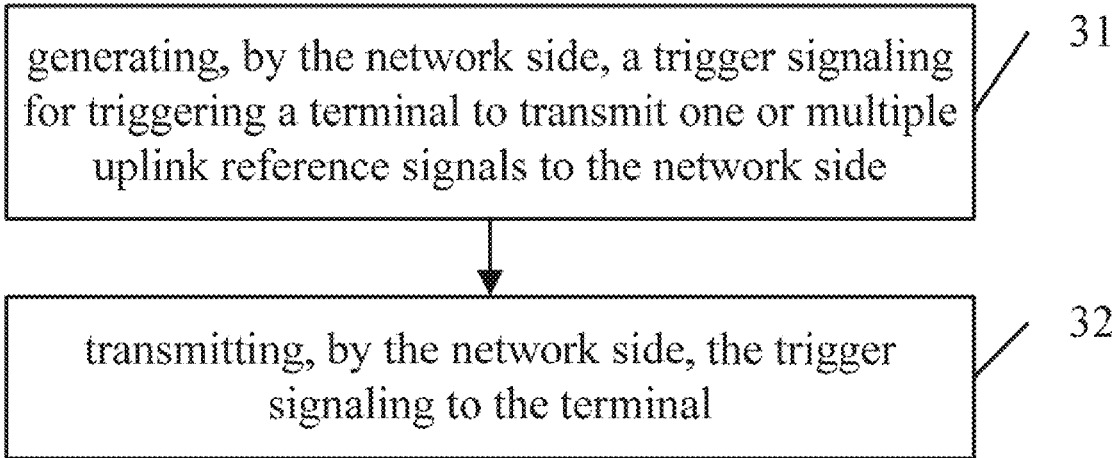 31
generating, by the network side, a trigger signaling
for triggering a terminal to transmit one or multiple
uplink reference signals to the network side
32
transmitting, by the network side, the trigger
signaling to the terminal